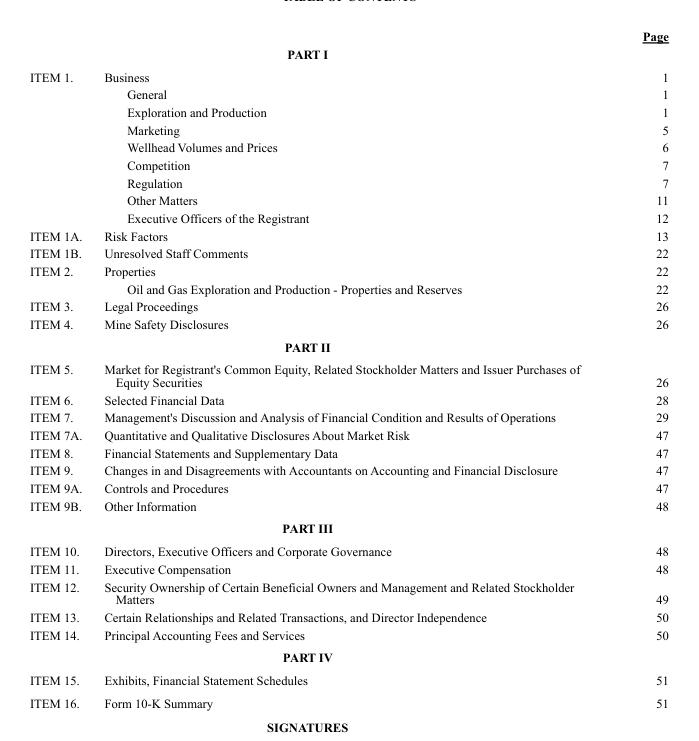 Page
PART I
ITEM 1. Business 1
General 1
Exploration and Production 1
Marketing 5
Wellhead Volumes and Prices 6
Competition 7
Regulation 7
Other Matters 11
Executive Officers of the Registrant 12
ITEM 1A. Risk Factors 13
ITEM 1B. Unresolved Staff Comments 22
ITEM 2. Properties 22
Oil and Gas Exploration and Production - Properties and Reserves 22
ITEM 3. Legal Proceedings 26
ITEM 4. Mine Safety Disclosures 26
PART II
ITEM 5. Market for Registrant's Common Equity, Related Stockholder Matters and Issuer Purchases of
Equity Securities 26
ITEM 6. Selected Financial Data 28
ITEM 7. Management's Discussion and Analysis of Financial Condition and Results of Operations 29
ITEM 7A. Quantitative and Qualitative Disclosures About Market Risk 47
ITEM 8. Financial Statements and Supplementary Data 47
ITEM 9. Changes in and Disagreements with Accountants on Accounting and Financial Disclosure 47
ITEM 9A. Controls and Procedures 47
ITEM 9B. Other Information 48
PART III
ITEM 10. Directors, Executive Officers and Corporate Governance 48
ITEM 11. Executive Compensation 48
ITEM 12. Security Ownership of Certain Beneficial Owners and Management and Related Stockholder
Matters 49
ITEM 13. Certain Relationships and Related Transactions, and Director Independence 50
ITEM 14. Principal Accounting Fees and Services 50
PART IV
ITEM 15. Exhibits, Financial Statement Schedules 51
ITEM 16. Form 10-K Summary 51
SIGNATURES